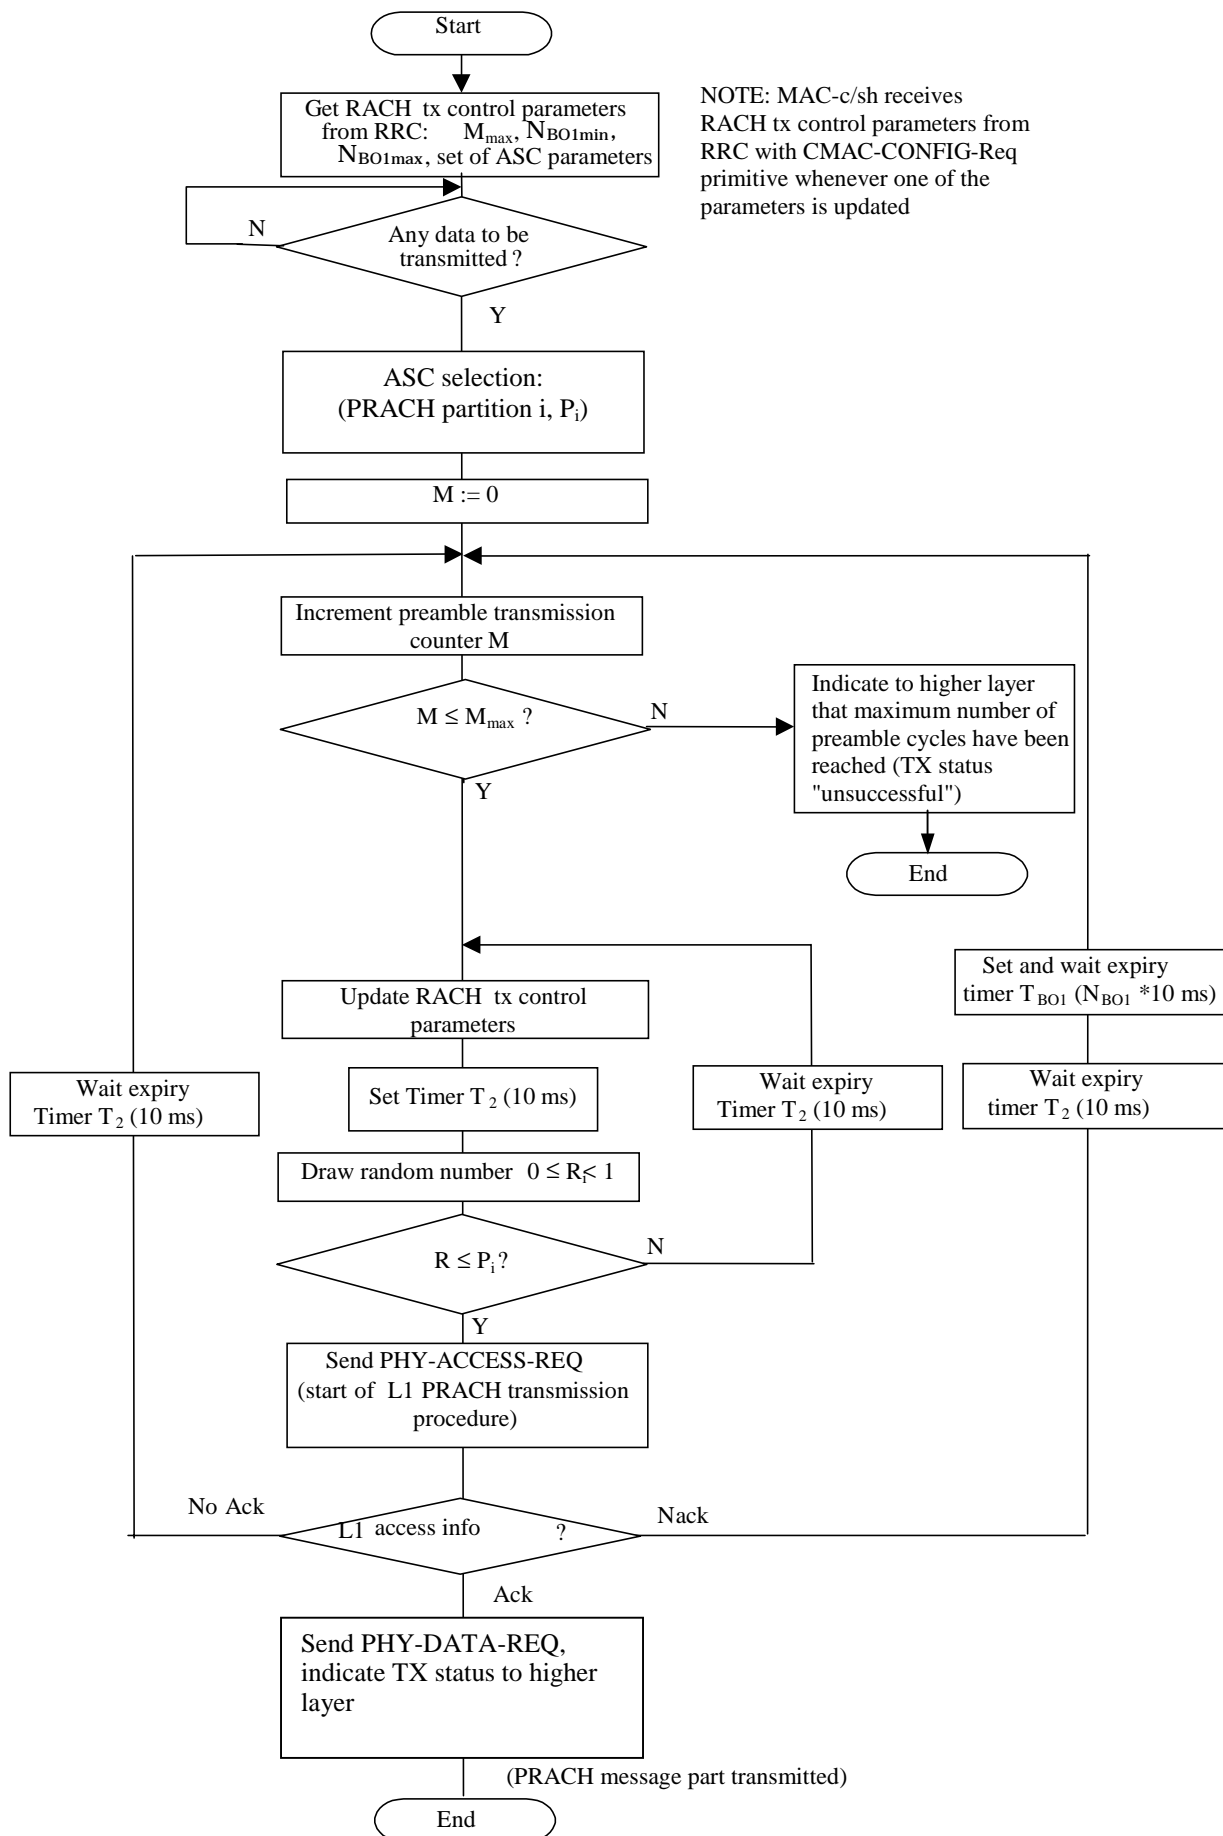 Start
Get RACH tx control parameters
from RRC: Mmax, NBO1min,
NBO1max, set of ASC parameters
NOTE: MAC-c/sh receives
RACH tx control parameters from
RRC with CMAC-CONFIG-Req
primitive whenever one of the
parameters is updated
N
Any data to be
transmitted ?
Y
ASC selection:
(PRACH partition i, Pi)
M := 0
Increment preamble transmission
counter M
M ≤ Mmax ?
N
Indicate to higher layer
that maximum number of
preamble cycles have been
reached (TX status
"unsuccessful")
Y
End
Set and wait expiry
timer TBO1 (NBO1 *10 ms)
Update RACH tx control
parameters
Wait expiry
Timer T2 (10 ms)
Set Timer T2 (10 ms)
Wait expiry
Timer T2 (10 ms)
Wait expiry
timer T2 (10 ms)
Draw random number 0 ≤ Ri< 1
R ≤ Pi ?
N
Y
Send PHY-ACCESS-REQ
(start of L1 PRACH transmission
procedure)
No Ack
L1 access info ?
Nack
Ack
Send PHY-DATA-REQ,
indicate TX status to higher
layer
(PRACH message part transmitted)
End